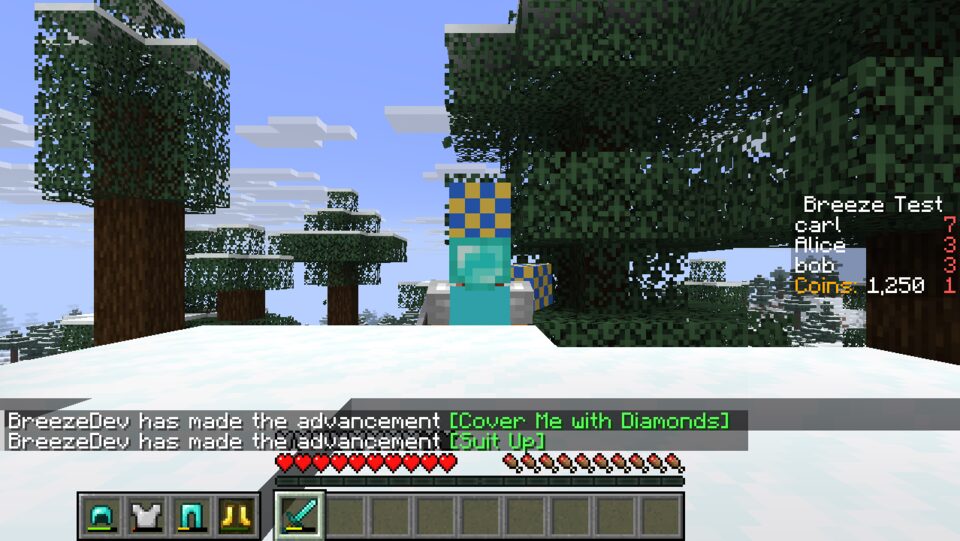 Breeze Test
carl 7
Alice 3
bob 3
Coins: 1,250 1
BreezeDev has made the advancement [Cover Me with Diamonds]
BreezeDev has made the advancement [Suit Up]